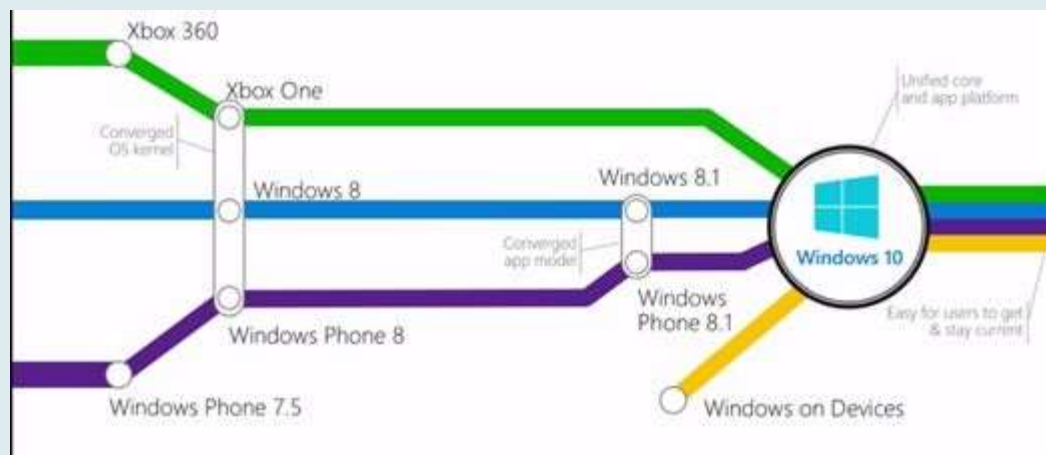 Xbox 360
Xbox One
Unified core
and app platform
Converged
OS kernel
Windows 8
Windows 8.1
Converged
app model
Windows 10
Windows Phone 8
Windows
Phone 8.1
Easy for users to get
& stay current
Windows Phone 7.5
Windows on Devices